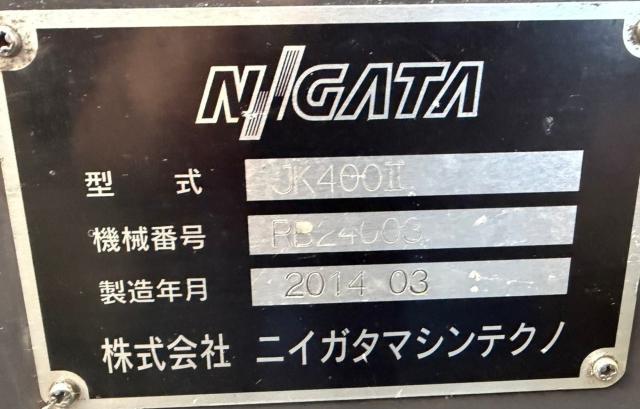 NIIGATA
型式 JK400II
機械番号 RB24003
製造年月 2014 03
株式会社 ニイガタマシンテクノ